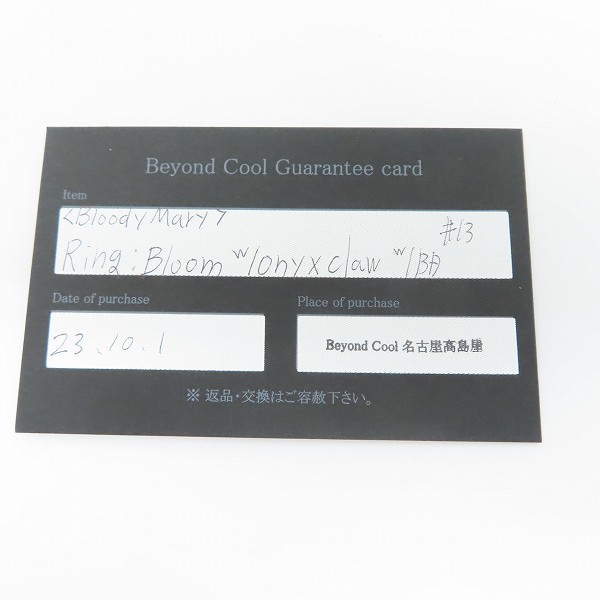 Beyond Cool Guarantee card
Item
<Bloody Mary>
#13
Ring: Bloom w/onyx claw w/BD
Date of purchase
Place of purchase
23.10.1
Beyond Cool 名古屋髙島屋
※ 返品・交換はご容赦下さい。